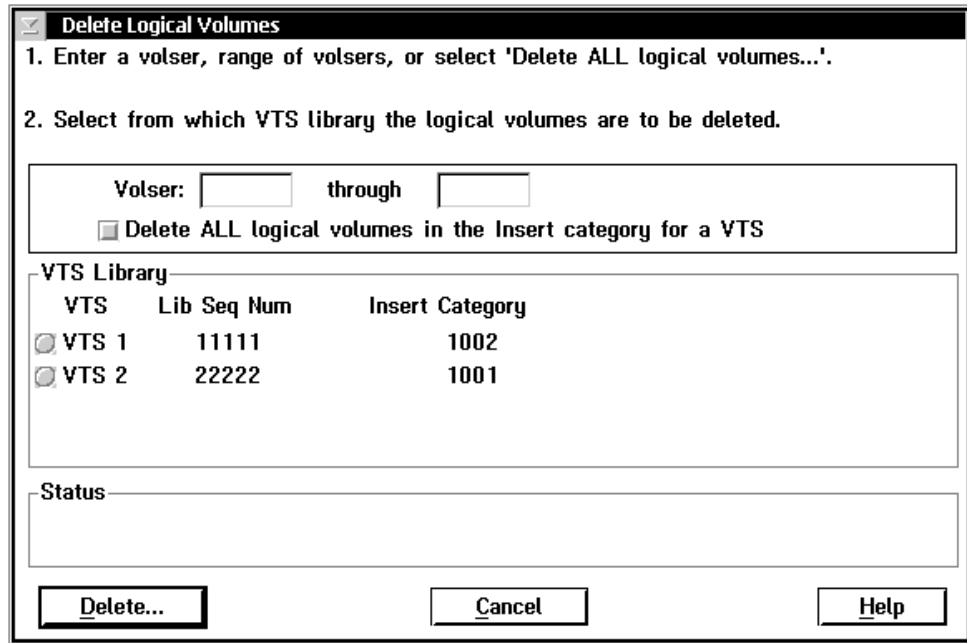 Delete Logical Volumes
1. Enter a volser, range of volsers, or select 'Delete ALL logical volumes...'.
2. Select from which VTS library the logical volumes are to be deleted.
Volser: through
Delete ALL logical volumes in the Insert category for a VTS
VTS Library
VTS Lib Seq Num Insert Category
VTS 1 11111 1002
VTS 2 22222 1001
Status
Delete... Cancel Help